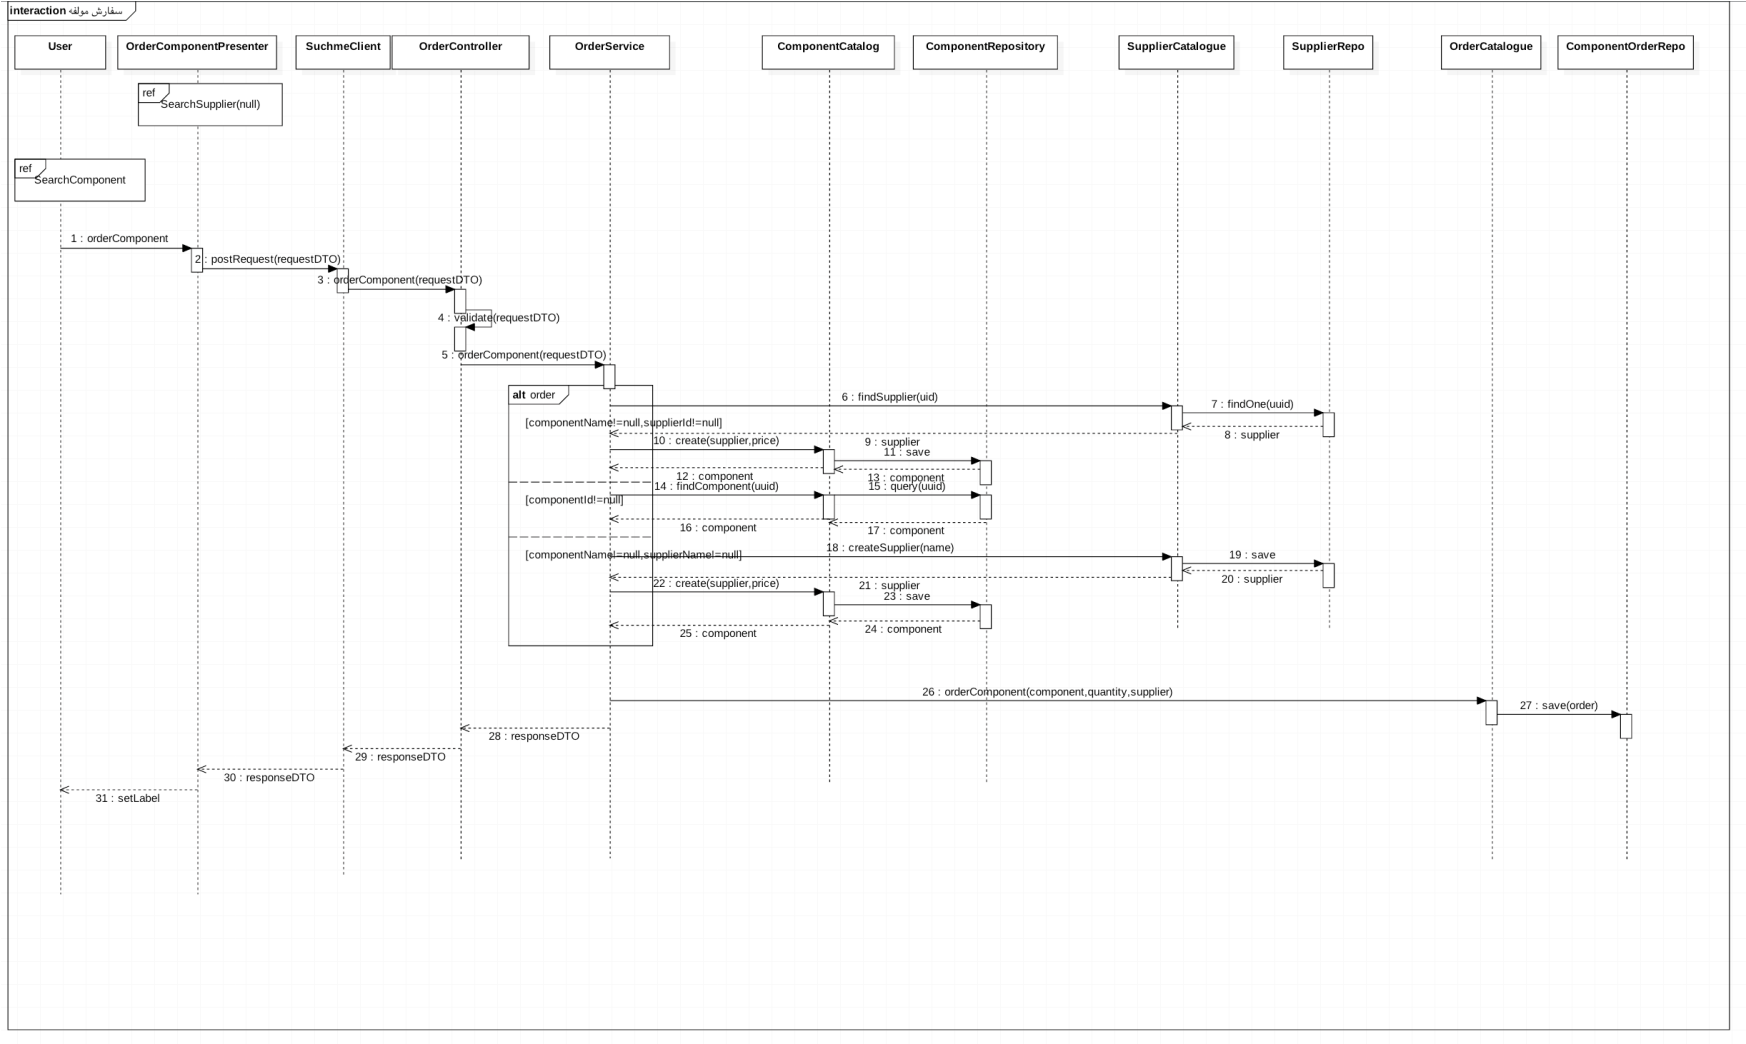 interaction سفارش مولفه
User
OrderComponentPresenter
SuchmeClient
OrderController
OrderService
ComponentCatalog
ComponentRepository
SupplierCatalogue
SupplierRepo
OrderCatalogue
ComponentOrderRepo
ref
SearchSupplier(null)
ref
SearchComponent
1 : orderComponent
2 : postRequest(requestDTO)
3 : orderComponent(requestDTO)
4 : validate(requestDTO)
5 : orderComponent(requestDTO)
alt order
6 : findSupplier(uid)
7 : findOne(uuid)
[componentName!=null,supplierId!=null]
8 : supplier
10 : create(supplier,price)
9 : supplier
11 : save
12 : component
13 : component
14 : findComponent(uuid)
15 : query(uuid)
[componentId!=null]
16 : component
17 : component
18 : createSupplier(name)
[componentName!=null,supplierName!=null]
19 : save
20 : supplier
22 : create(supplier,price)
21 : supplier
23 : save
24 : component
25 : component
26 : orderComponent(component,quantity,supplier)
27 : save(order)
28 : responseDTO
29 : responseDTO
30 : responseDTO
31 : setLabel